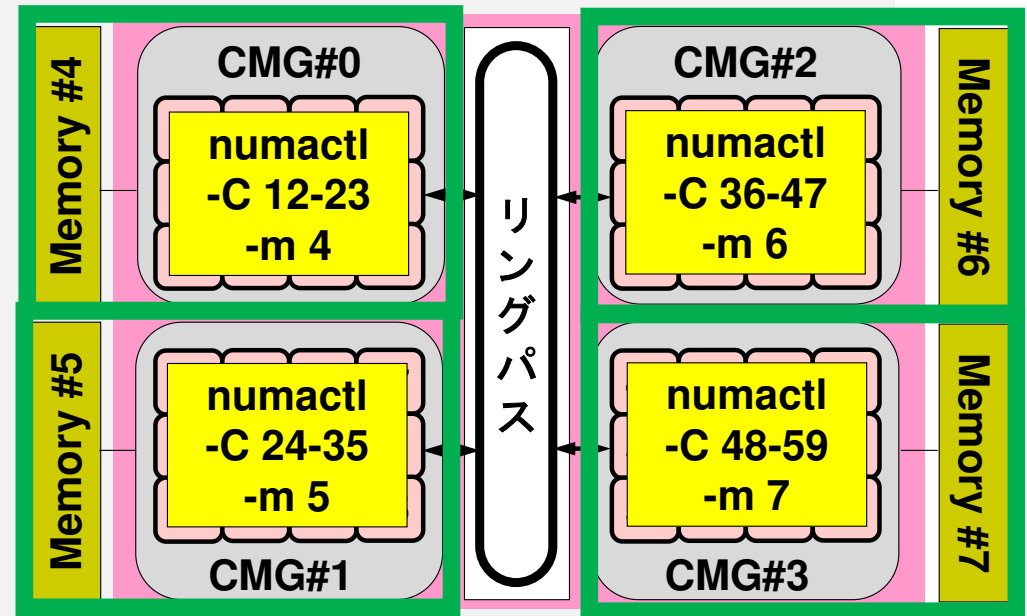 Memory #4
CMG#0
numactl
-C 12-23
-m 4
Memory #5
numactl
-C 24-35
-m 5
CMG#1
リングパス
CMG#2
numactl
-C 36-47
-m 6
Memory #6
numactl
-C 48-59
-m 7
CMG#3
Memory #7